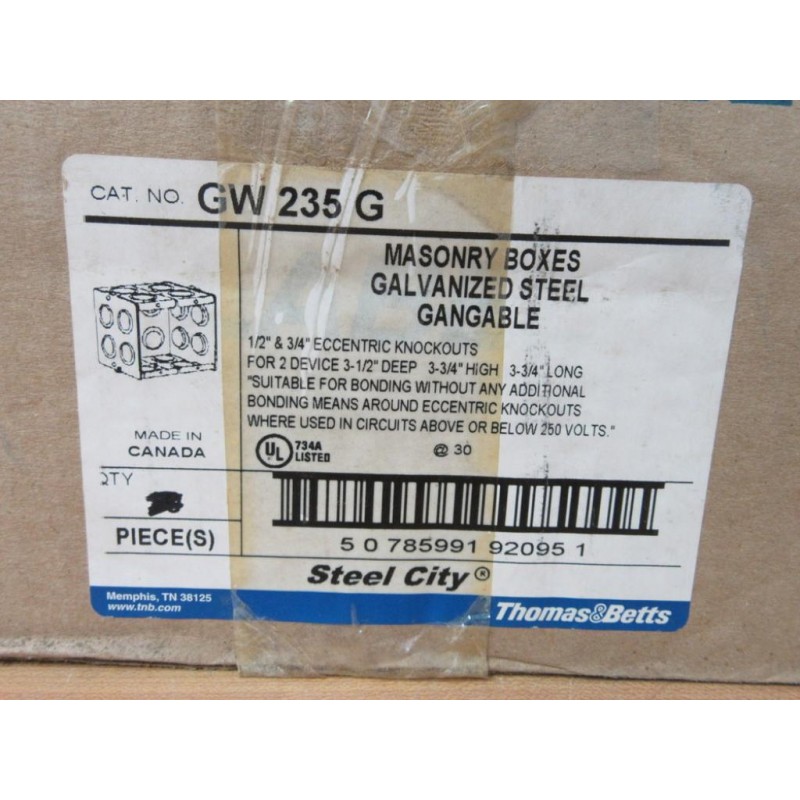 CAT. NO. GW 235 G
MASONRY BOXES
GALVANIZED STEEL
GANGABLE
1/2" & 3/4" ECCENTRIC KNOCKOUTS
FOR 2 DEVICE 3-1/2" DEEP 3-3/4" HIGH 3-3/4" LONG
"SUITABLE FOR BONDING WITHOUT ANY ADDITIONAL
BONDING MEANS AROUND ECCENTRIC KNOCKOUTS
WHERE USED IN CIRCUITS ABOVE OR BELOW 250 VOLTS."
UL 734A
LISTED
@ 30
MADE IN
CANADA
QTY
PIECE(S)
5 0 785991 92095 1
Steel City®
Memphis, TN 38125
www.tnb.com
Thomas&Betts